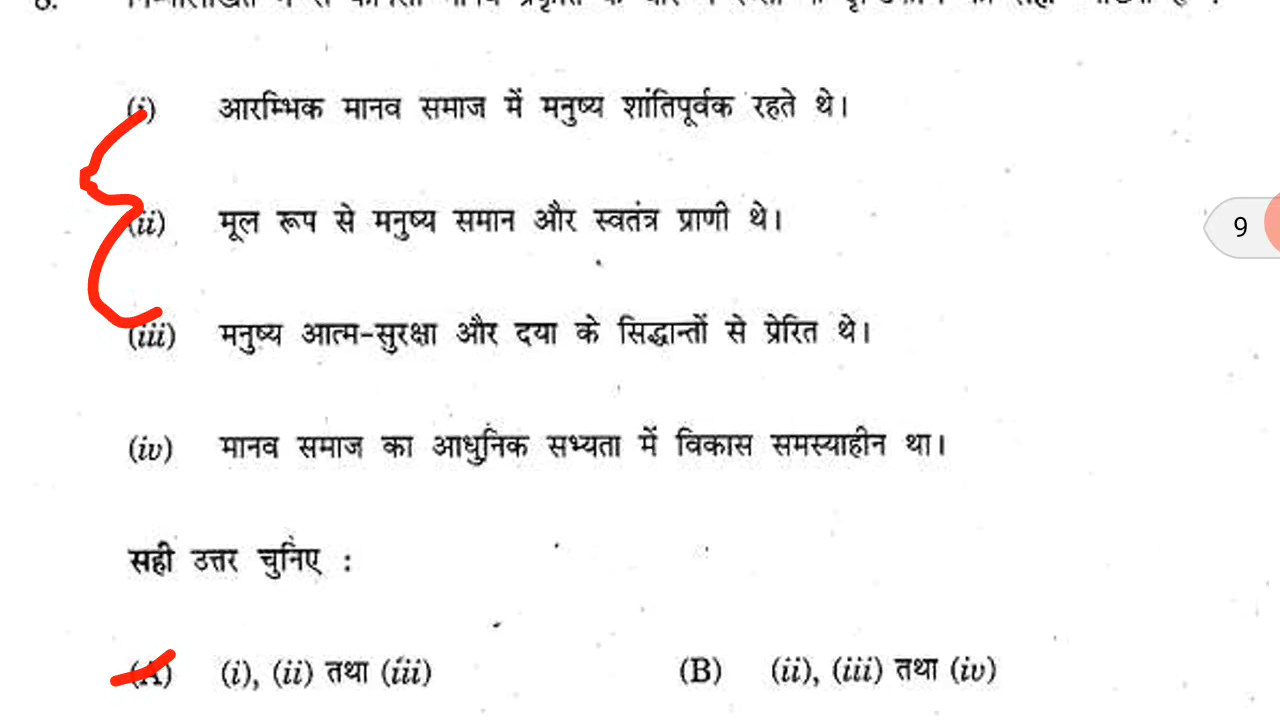 (i) आरम्भिक मानव समाज में मनुष्य शांतिपूर्वक रहते थे।
(ii) मूल रूप से मनुष्य समान और स्वतंत्र प्राणी थे।
9
(iii) मनुष्य आत्म-सुरक्षा और दया के सिद्धान्तों से प्रेरित थे।
(iv) मानव समाज का आधुनिक सभ्यता में विकास समस्याहीन था।
सही उत्तर चुनिए :
(A) (i), (ii) तथा (iii) (B) (ii), (iii) तथा (iv)